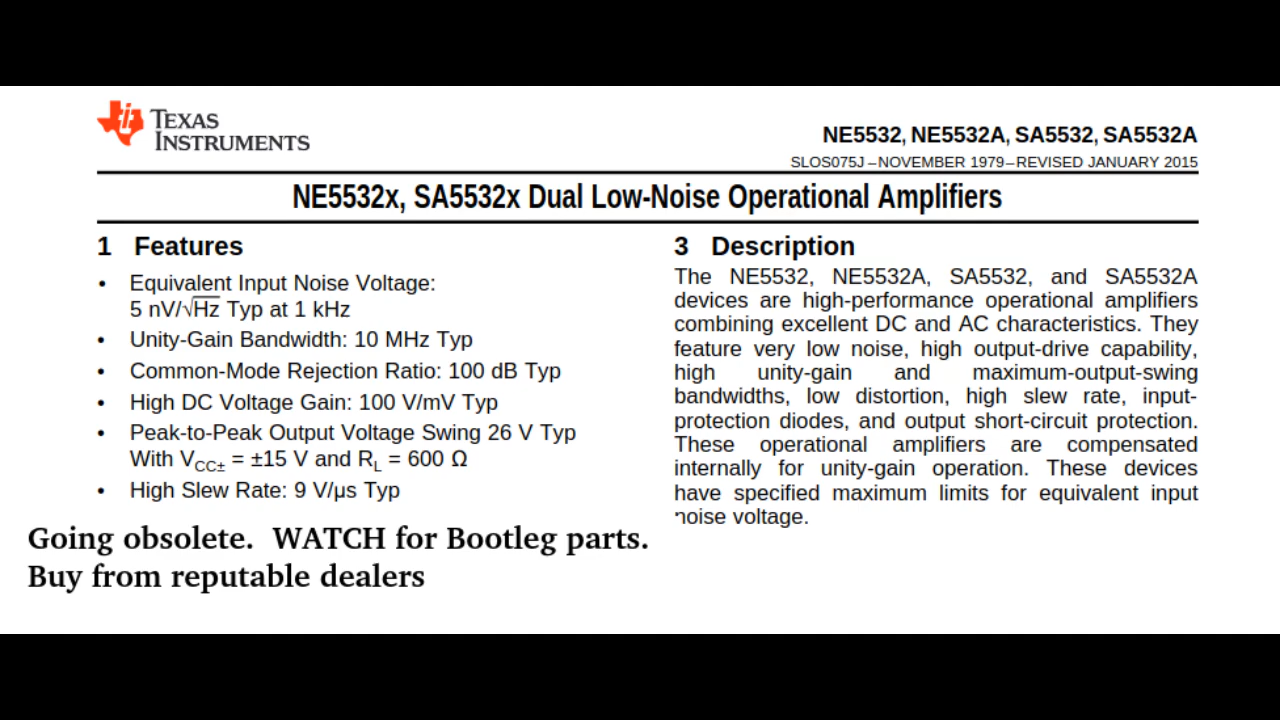 TEXAS
INSTRUMENTS
NE5532, NE5532A, SA5532, SA5532A
SLOS075J – NOVEMBER 1979 – REVISED JANUARY 2015
NE5532x, SA5532x Dual Low-Noise Operational Amplifiers
1 Features
• Equivalent Input Noise Voltage:
5 nV/√Hz Typ at 1 kHz
• Unity-Gain Bandwidth: 10 MHz Typ
• Common-Mode Rejection Ratio: 100 dB Typ
• High DC Voltage Gain: 100 V/mV Typ
• Peak-to-Peak Output Voltage Swing 26 V Typ
With VCC± = ±15 V and RL = 600 Ω
• High Slew Rate: 9 V/μs Typ
Going obsolete. WATCH for Bootleg parts.
Buy from reputable dealers
3 Description
The NE5532, NE5532A, SA5532, and SA5532A
devices are high-performance operational amplifiers
combining excellent DC and AC characteristics. They
feature very low noise, high output-drive capability,
high unity-gain and maximum-output-swing
bandwidths, low distortion, high slew rate, input-
protection diodes, and output short-circuit protection.
These operational amplifiers are compensated
internally for unity-gain operation. These devices
have specified maximum limits for equivalent input
noise voltage.